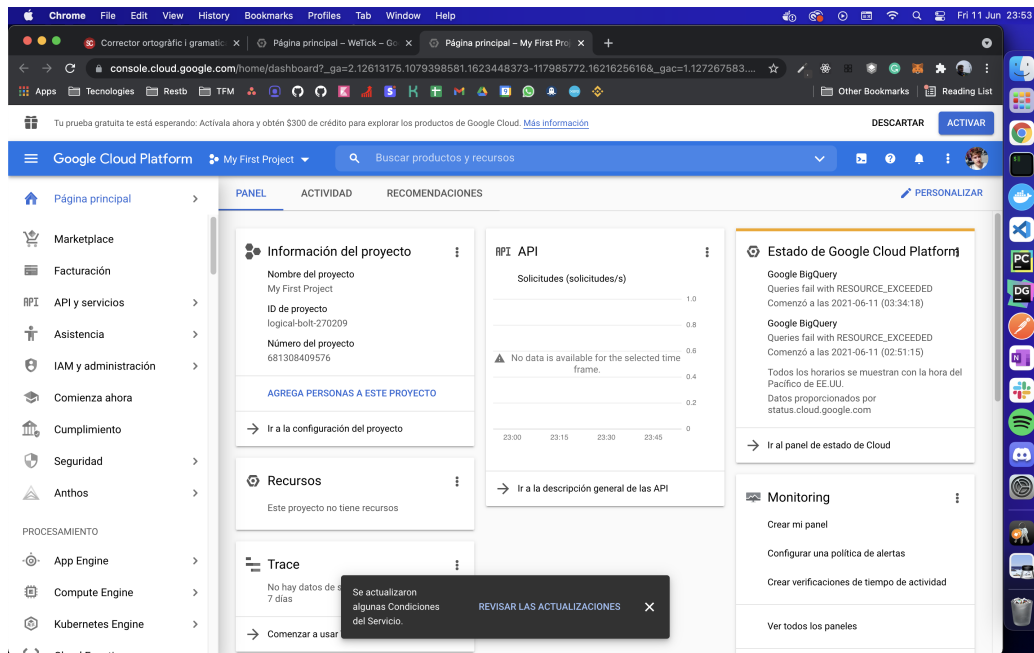 Chrome File Edit View History Bookmarks Profiles Tab Window Help Fri 11 Jun 23:53
Corrector ortogràfic i gramatic
Página principal – WeTick – Go
Página principal – My First Proj
console.cloud.google.com/home/dashboard?_ga=2.12613175.1079398581.1623448373-117985772.1621625616&_gac=1.127267583....
Apps Tecnologies Restb TFM Other Bookmarks Reading List
Tu prueba gratuita te está esperando: Actívala ahora y obtén $300 de crédito para explorar los productos de Google Cloud. Más información DESCARTAR ACTIVAR
Google Cloud Platform My First Project Buscar productos y recursos
Página principal
Marketplace
Facturación
API API y servicios
Asistencia
IAM y administración
Comienza ahora
Cumplimiento
Seguridad
Anthos
PROCESAMIENTO
App Engine
Compute Engine
Kubernetes Engine
PANEL ACTIVIDAD RECOMENDACIONES PERSONALIZAR
Información del proyecto
Nombre del proyecto
My First Project
ID de proyecto
logical-bolt-270209
Número del proyecto
681308409576
AGREGA PERSONAS A ESTE PROYECTO
Ir a la configuración del proyecto
Recursos
Este proyecto no tiene recursos
Trace
No hay datos de
7 días
Comenzar a usar
API API
Solicitudes (solicitudes/s)
1.0
0.8
0.6
0.4
0.2
0
No data is available for the selected time
frame.
23:00 23:15 23:30 23:45
Ir a la descripción general de las API
Estado de Google Cloud Platform
Google BigQuery
Queries fail with RESOURCE_EXCEEDED
Comenzó a las 2021-06-11 (03:34:18)
Google BigQuery
Queries fail with RESOURCE_EXCEEDED
Comenzó a las 2021-06-11 (02:51:15)
Todos los horarios se muestran con la hora del
Pacífico de EE.UU.
Datos proporcionados por
status.cloud.google.com
Ir al panel de estado de Cloud
Monitoring
Crear mi panel
Configurar una política de alertas
Crear verificaciones de tiempo de actividad
Ver todos los paneles
Se actualizaron
algunas Condiciones
del Servicio.
REVISAR LAS ACTUALIZACIONES
PC
DG